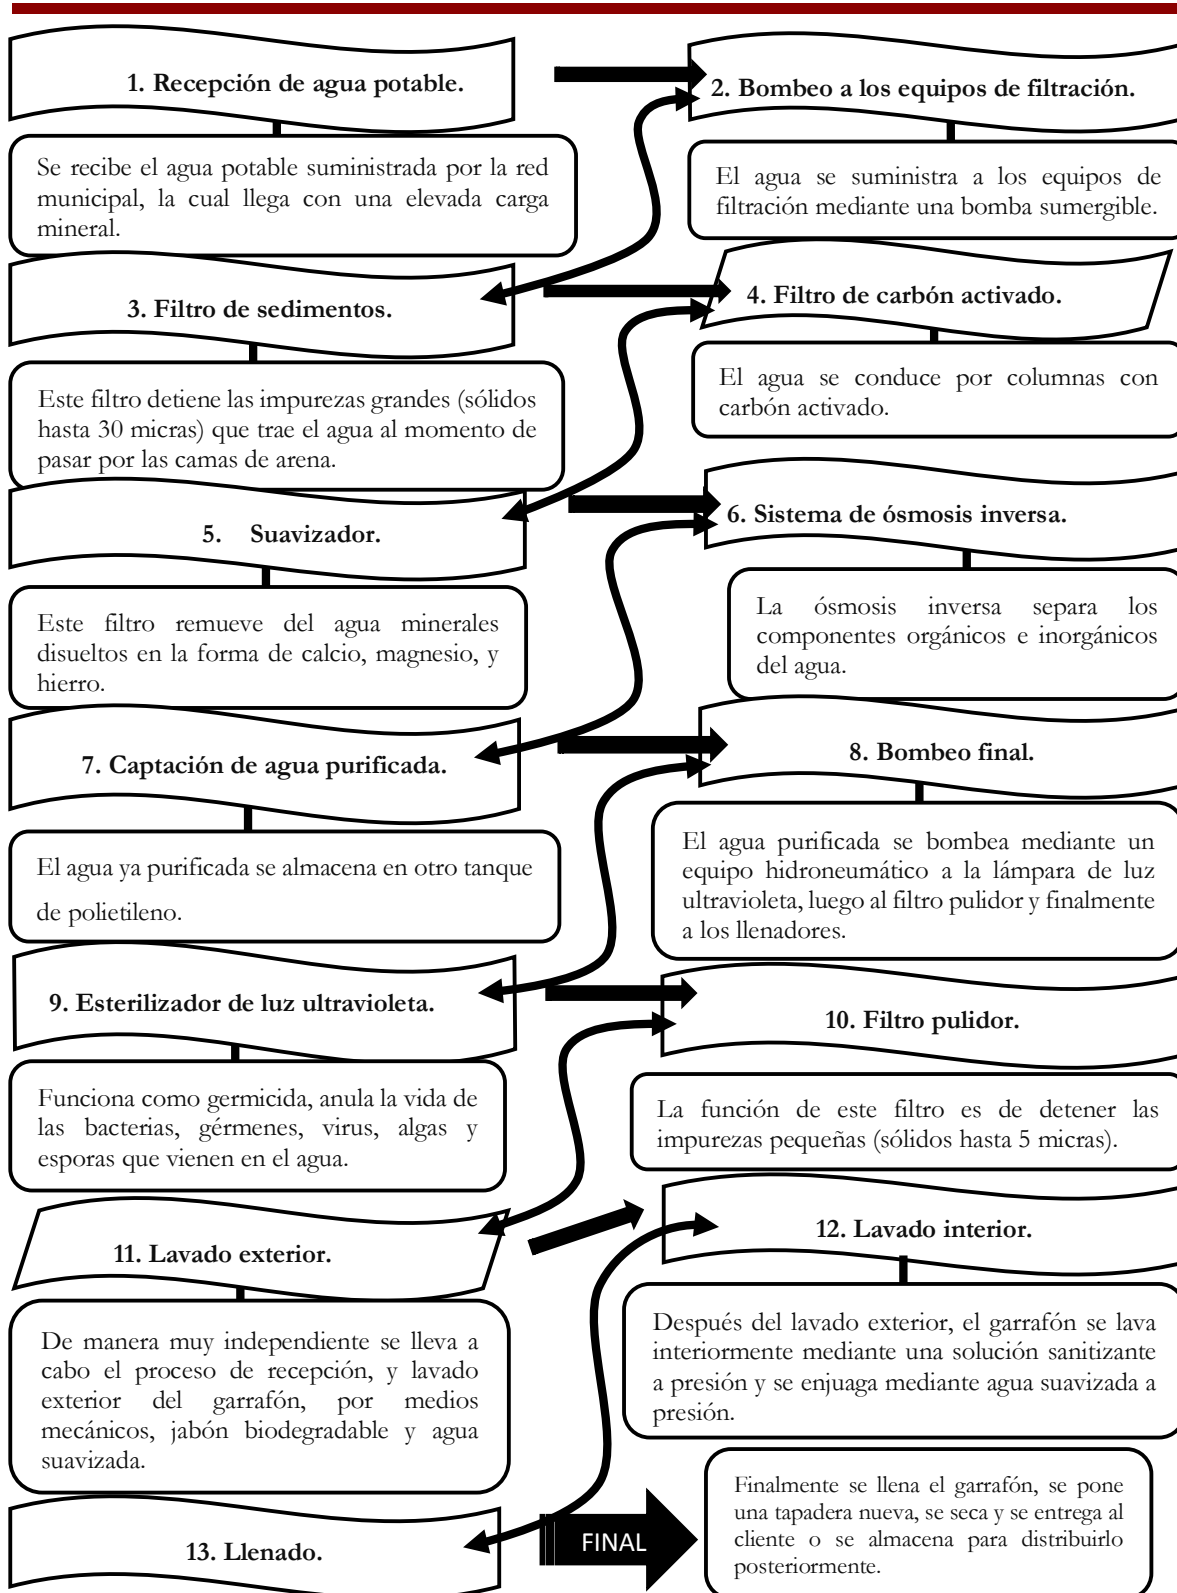 1. Recepción de agua potable.
Se recibe el agua potable suministrada por la red
municipal, la cual llega con una elevada carga
mineral.
2. Bombeo a los equipos de filtración.
El agua se suministra a los equipos de
filtración mediante una bomba sumergible.
3. Filtro de sedimentos.
Este filtro detiene las impurezas grandes (sólidos
hasta 30 micras) que trae el agua al momento de
pasar por las camas de arena.
4. Filtro de carbón activado.
El agua se conduce por columnas con
carbón activado.
5. Suavizador.
Este filtro remueve del agua minerales
disueltos en la forma de calcio, magnesio, y
hierro.
6. Sistema de ósmosis inversa.
La ósmosis inversa separa los
componentes orgánicos e inorgánicos
del agua.
7. Captación de agua purificada.
El agua ya purificada se almacena en otro tanque
de polietileno.
8. Bombeo final.
El agua purificada se bombea mediante un
equipo hidroneumático a la lámpara de luz
ultravioleta, luego al filtro pulidor y finalmente
a los llenadores.
9. Esterilizador de luz ultravioleta.
Funciona como germicida, anula la vida de
las bacterias, gérmenes, virus, algas y
esporas que vienen en el agua.
10. Filtro pulidor.
La función de este filtro es de detener las
impurezas pequeñas (sólidos hasta 5 micras).
11. Lavado exterior.
De manera muy independiente se lleva a
cabo el proceso de recepción, y lavado
exterior del garrafón, por medios
mecánicos, jabón biodegradable y agua
suavizada.
12. Lavado interior.
Después del lavado exterior, el garrafón se lava
interiormente mediante una solución sanitizante
a presión y se enjuaga mediante agua suavizada a
presión.
13. Llenado.
FINAL
Finalmente se llena el garrafón, se pone
una tapadera nueva, se seca y se entrega al
cliente o se almacena para distribuirlo
posteriormente.